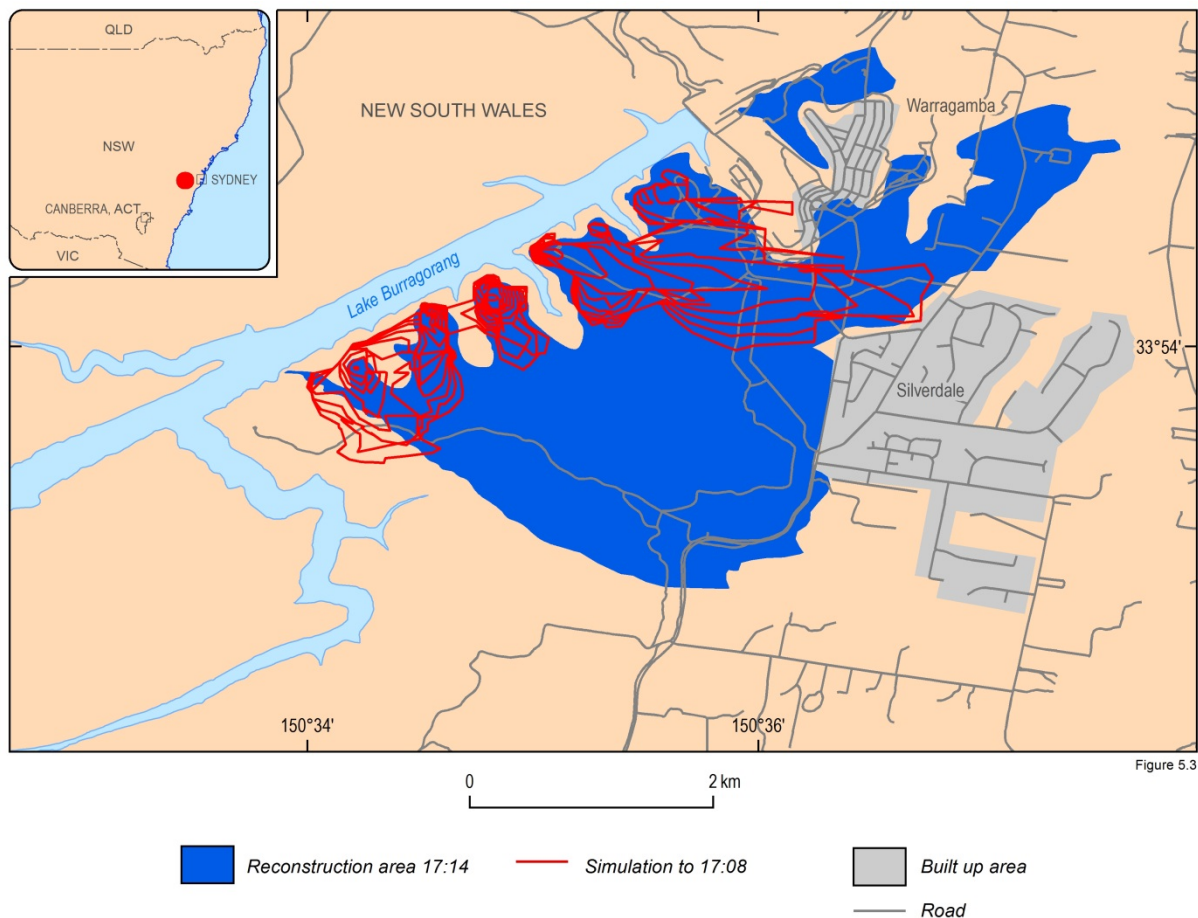 QLD
NSW
SYDNEY
CANBERRA, ACT
VIC
NEW SOUTH WALES
Warragamba
Lake Burragorang
33°54'
Silverdale
150°34'
150°36'
Figure 5.3
0
2 km
Reconstruction area 17:14
Simulation to 17:08
Built up area
Road